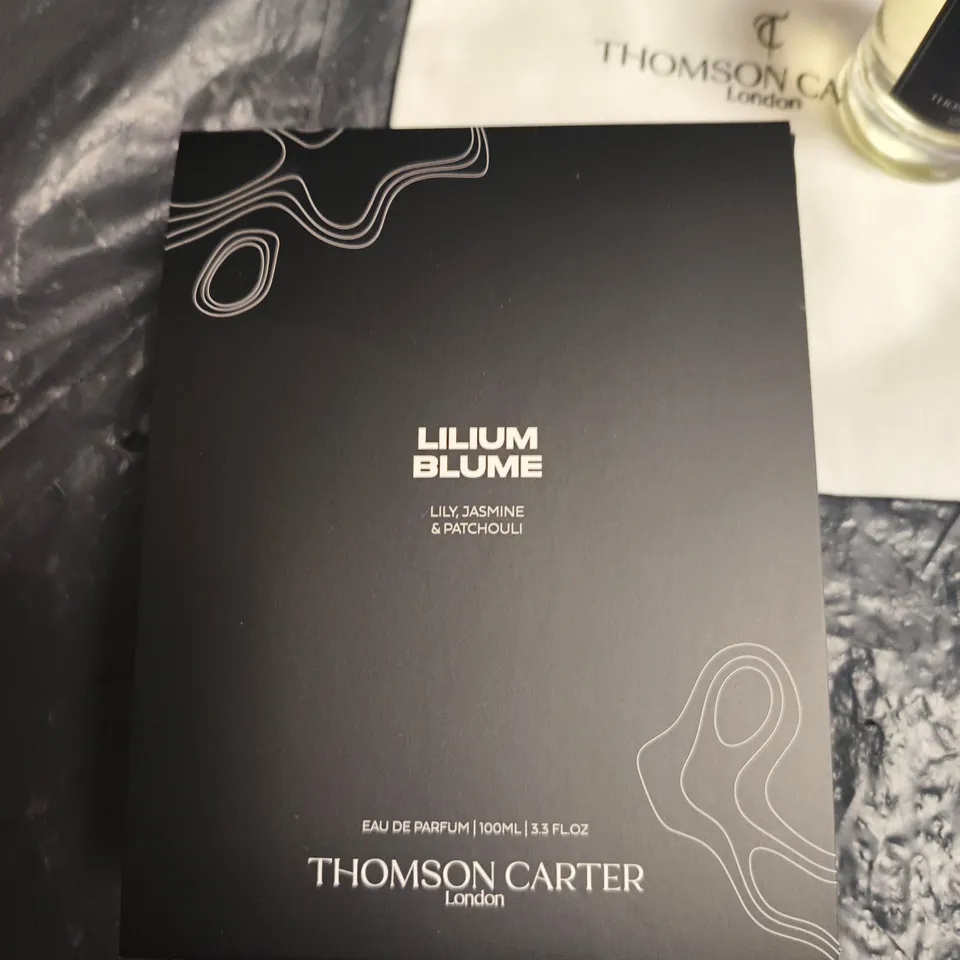 THOMSON CA
London
LILIUM
BLUME
LILY, JASMINE
& PATCHOULI
EAU DE PARFUM | 100ML | 3.3 FL.OZ
THOMSON CARTER
London